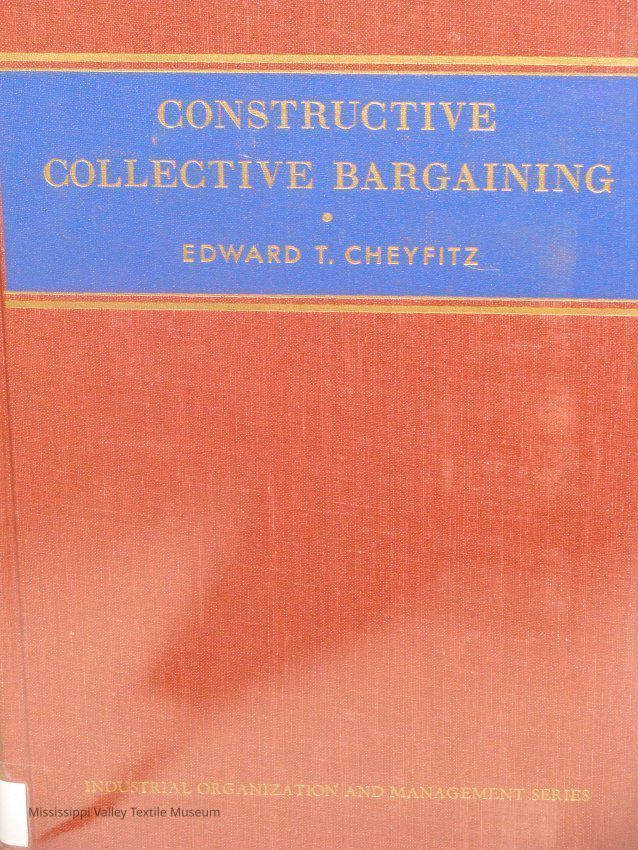 CONSTRUCTIVE
COLLECTIVE BARGAINING
EDWARD T. CHEYFITZ
INDUSTRIAL ORGANIZATION AND MANAGEMENT SERIES
Mississippi Valley Textile Museum